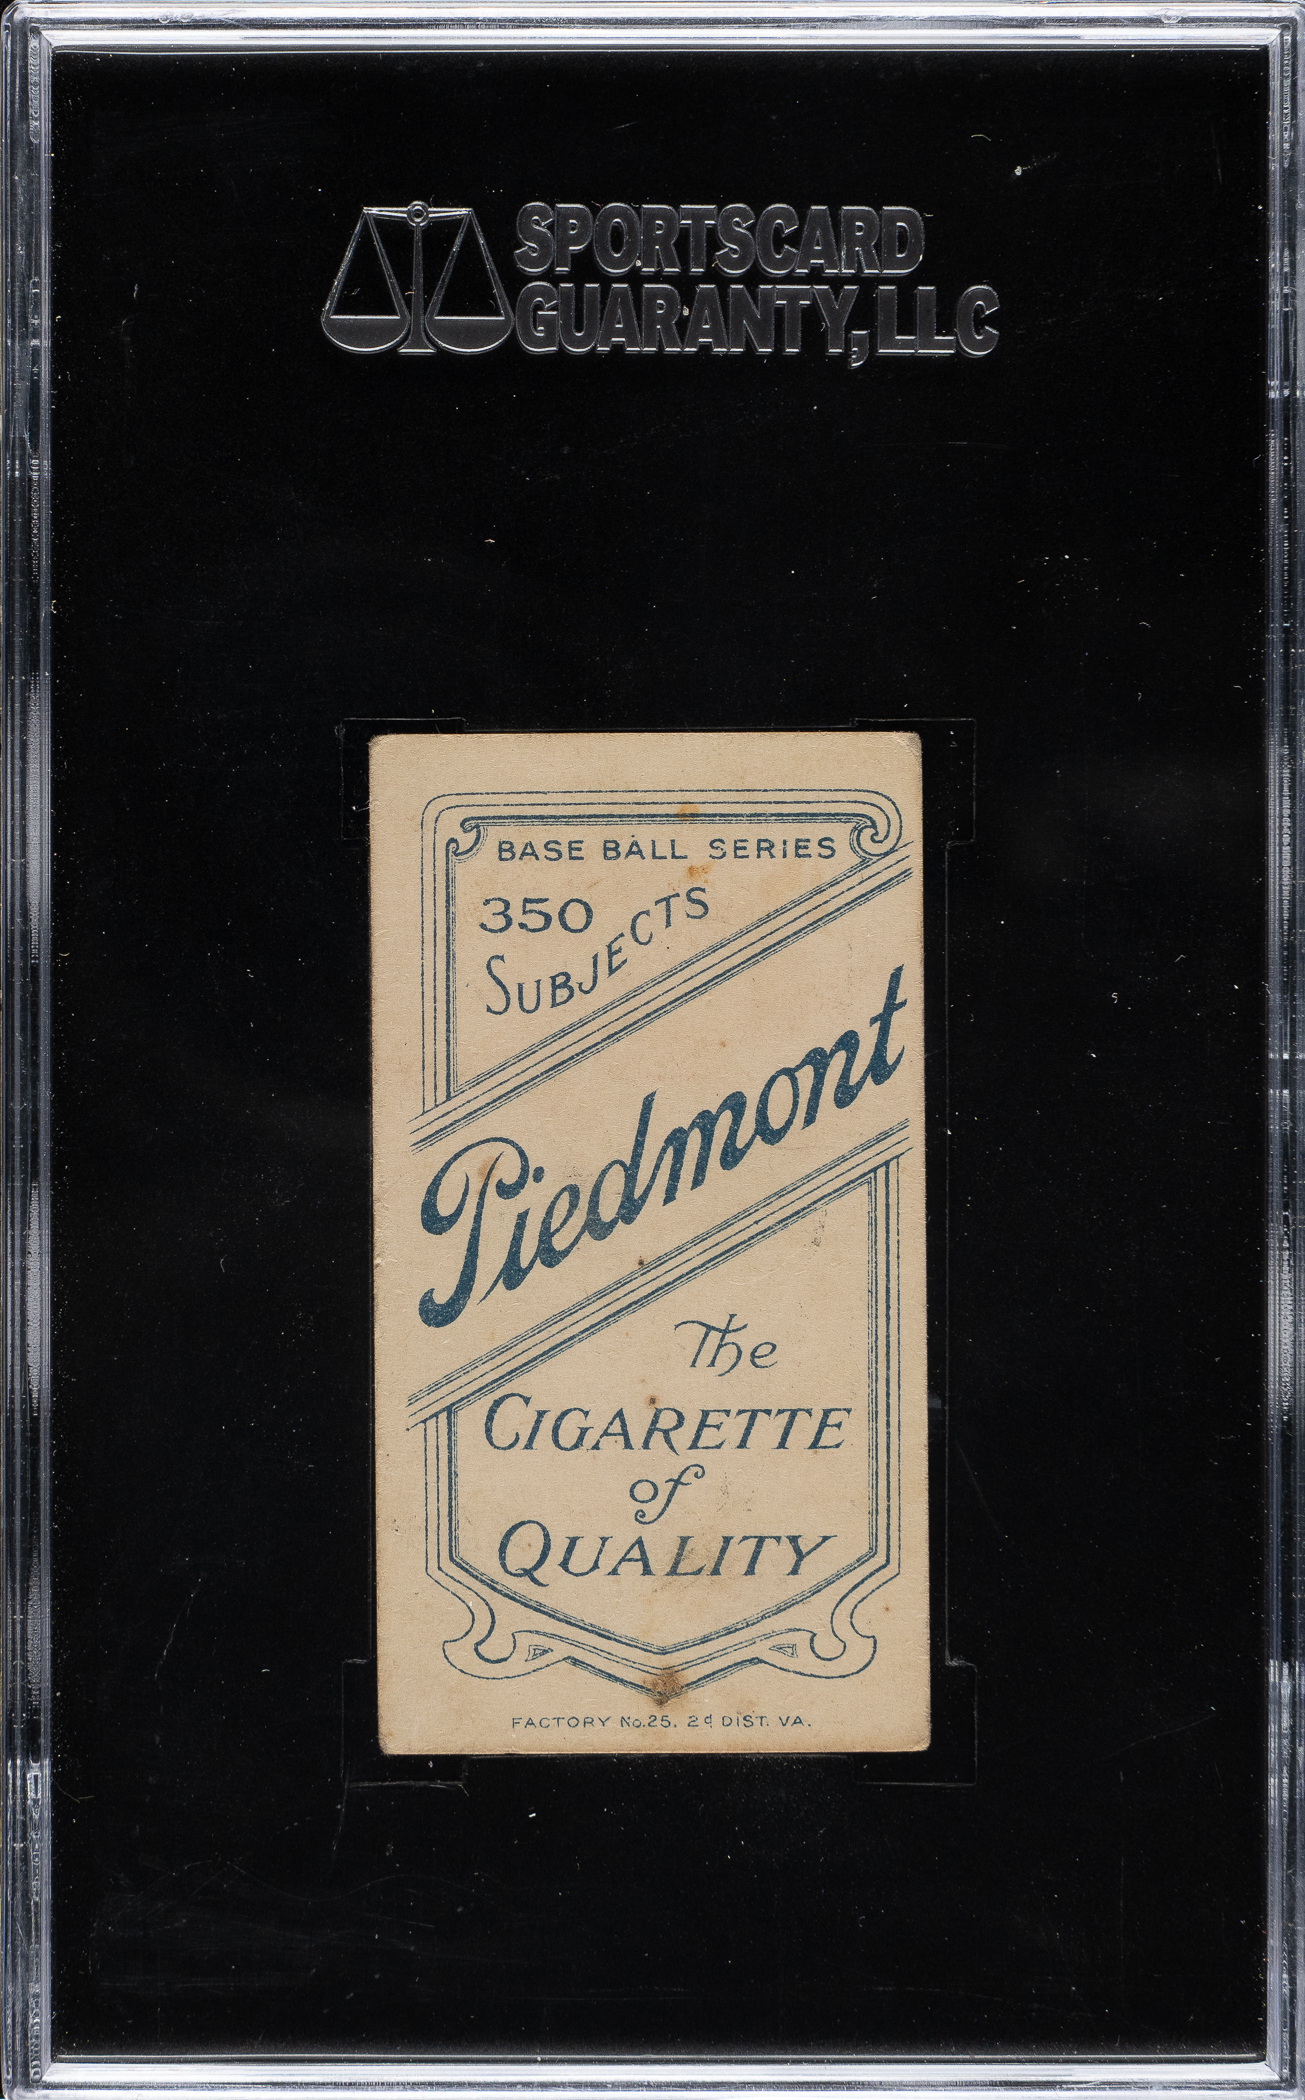 SPORTSCARD
GUARANTY, LLC
BASE BALL SERIES
350
SUBJECTS
Piedmont
The
CIGARETTE
of
QUALITY
FACTORY No. 25. 2d DIST. VA.